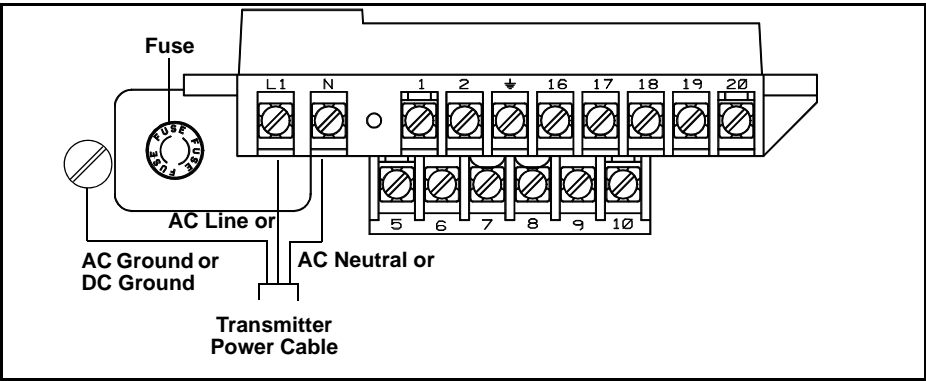 Fuse
L1 N 1 2 16 17 18 19 20
FUSE FUSE FUSE
5 6 7 8 9 10
AC Line or
AC Ground or
DC Ground
AC Neutral or
Transmitter
Power Cable